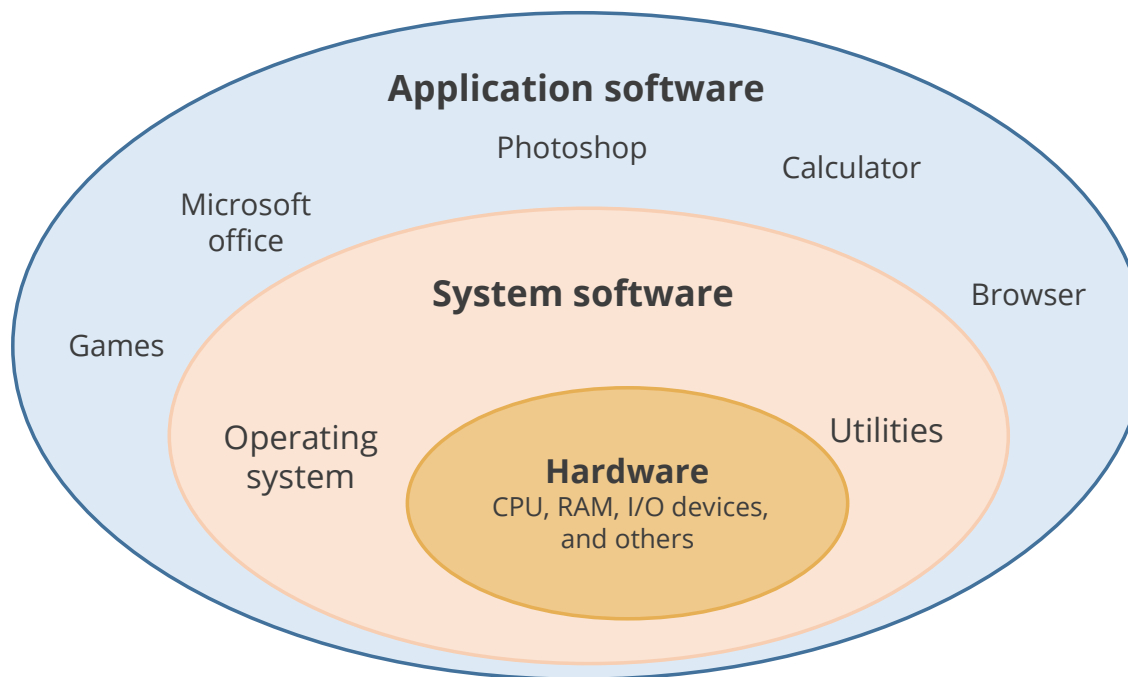 Application software
Photoshop
Calculator
Microsoft
office
System software
Browser
Games
Operating
system
Utilities
Hardware
CPU, RAM, I/O devices,
and others